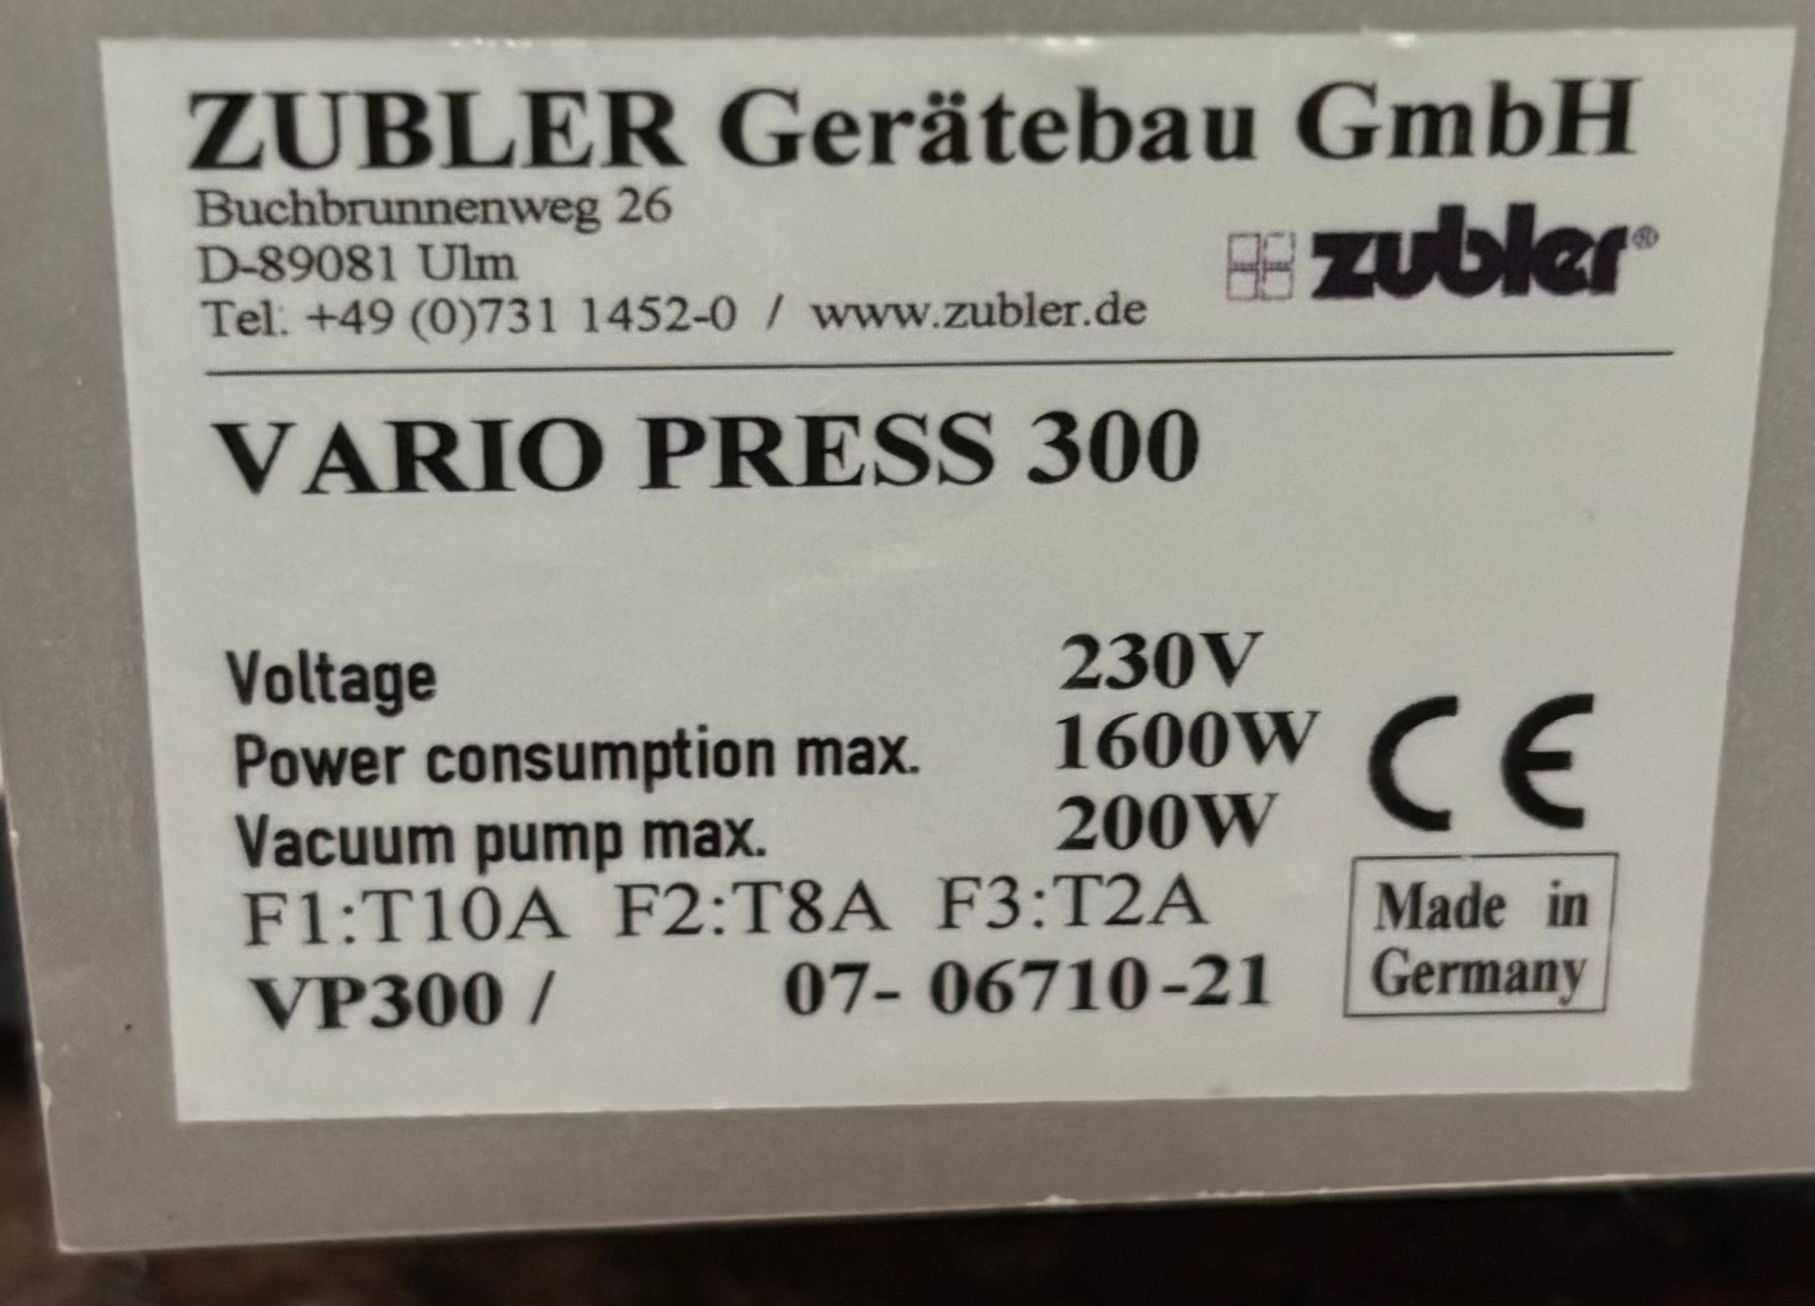 ZUBLER Gerätebau GmbH
Buchbrunnenweg 26
D-89081 Ulm
Tel: +49 (0)731 1452-0 / www.zubler.de
zubler®
VARIO PRESS 300
Voltage 230V
Power consumption max. 1600W
Vacuum pump max. 200W
CE
F1:T10A F2:T8A F3:T2A
VP300 / 07- 06710-21
Made in
Germany